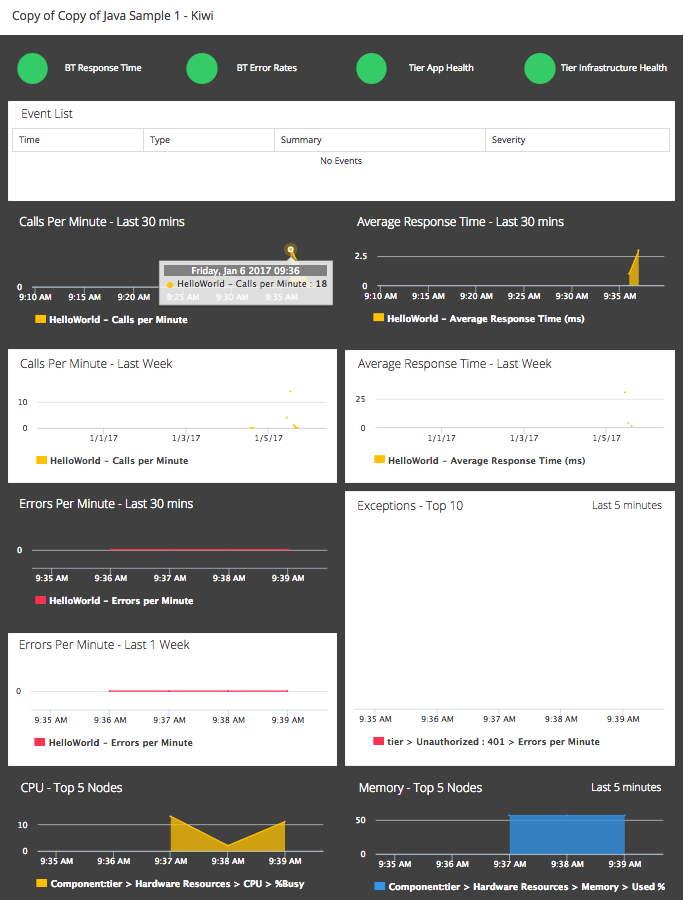 Copy of Copy of Java Sample 1 - Kiwi
BT Response Time
BT Error Rates
Tier App Health
Tier Infrastructure Health
Event List
Time Type Summary Severity
No Events
Calls Per Minute - Last 30 mins
Friday, Jan 6 2017 09:36
HelloWorld - Calls per Minute : 18
0
9:10 AM 9:15 AM 9:20 AM 9:25 AM 9:30 AM 9:35 AM
HelloWorld - Calls per Minute
Average Response Time - Last 30 mins
2.5
0
9:10 AM 9:15 AM 9:20 AM 9:25 AM 9:30 AM 9:35 AM
HelloWorld - Average Response Time (ms)
Calls Per Minute - Last Week
10
0
1/1/17 1/3/17 1/5/17
HelloWorld - Calls per Minute
Average Response Time - Last Week
25
0
1/1/17 1/3/17 1/5/17
HelloWorld - Average Response Time (ms)
Errors Per Minute - Last 30 mins
0
9:35 AM 9:36 AM 9:37 AM 9:38 AM 9:39 AM
HelloWorld - Errors per Minute
Exceptions - Top 10 Last 5 minutes
9:35 AM 9:36 AM 9:37 AM 9:38 AM 9:39 AM
tier > Unauthorized : 401 > Errors per Minute
Errors Per Minute - Last 1 Week
0
9:35 AM 9:36 AM 9:37 AM 9:38 AM 9:39 AM
HelloWorld - Errors per Minute
CPU - Top 5 Nodes
10
0
9:35 AM 9:36 AM 9:37 AM 9:38 AM 9:39 AM
Component:tier > Hardware Resources > CPU > %Busy
Memory - Top 5 Nodes Last 5 minutes
50
0
9:35 AM 9:36 AM 9:37 AM 9:38 AM 9:39 AM
Component:tier > Hardware Resources > Memory > Used %